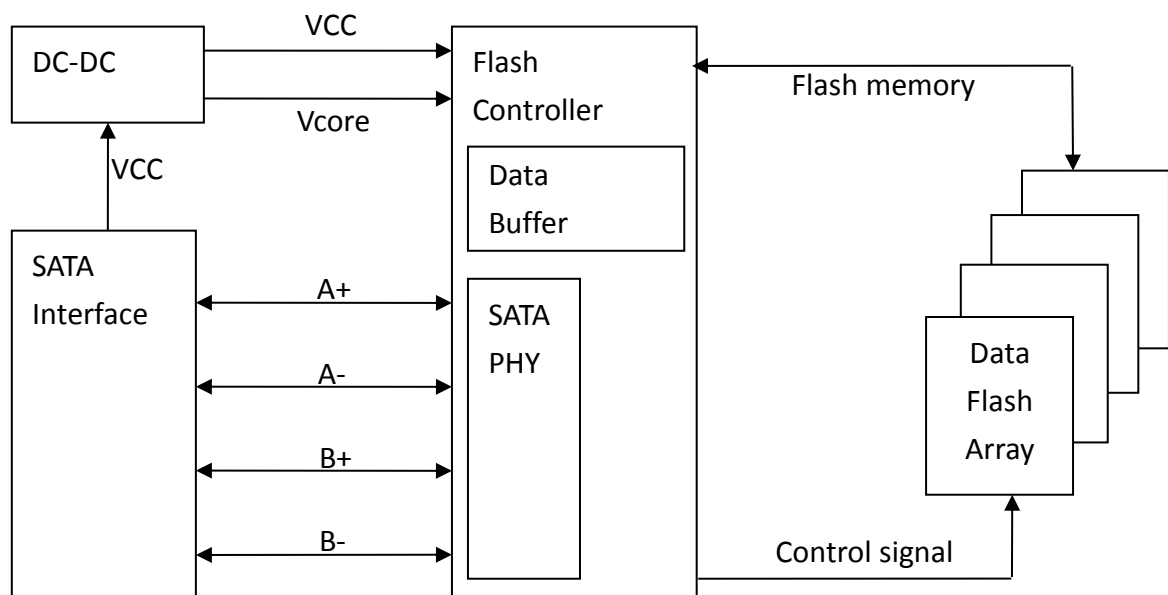 VCC
DC-DC
Vcore
VCC
Flash
Controller
Flash memory
Data
Buffer
SATA
Interface
A+
A-
B+
B-
SATA
PHY
Data
Flash
Array
Control signal